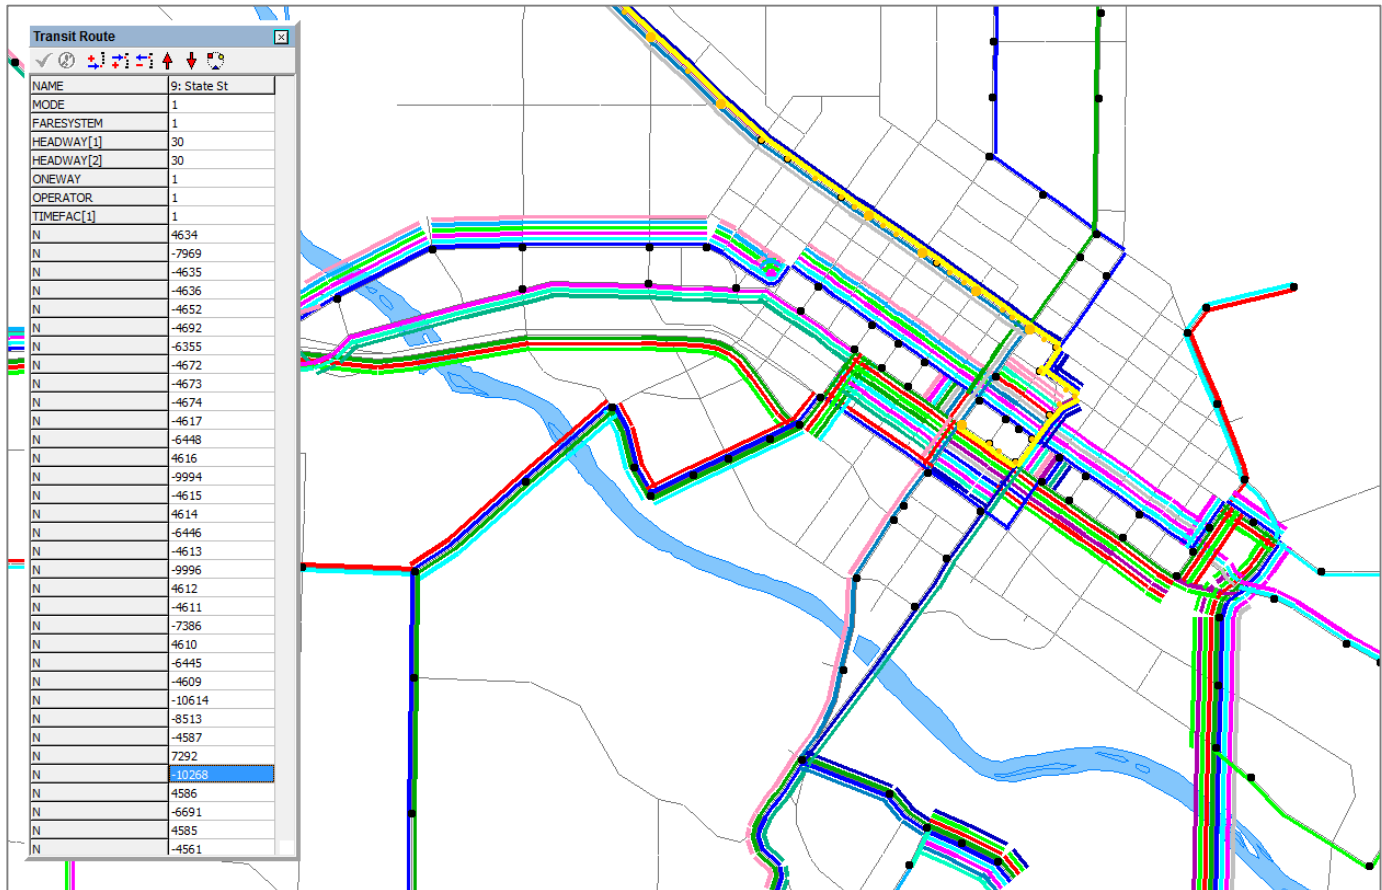 Transit Route
NAME 9: State St
MODE 1
FARESYSTEM 1
HEADWAY[1] 30
HEADWAY[2] 30
ONEWAY 1
OPERATOR 1
TIMEFAC[1] 1
N 4634
N -7969
N -4635
N -4636
N -4652
N -4692
N -6355
N -4672
N -4673
N -4674
N -4617
N -6448
N 4616
N -9994
N -4615
N 4614
N -6446
N -4613
N -9996
N 4612
N -4611
N -7386
N 4610
N -6445
N -4609
N -10614
N -8513
N -4587
N 7292
N -10268
N 4586
N -6691
N 4585
N -4561